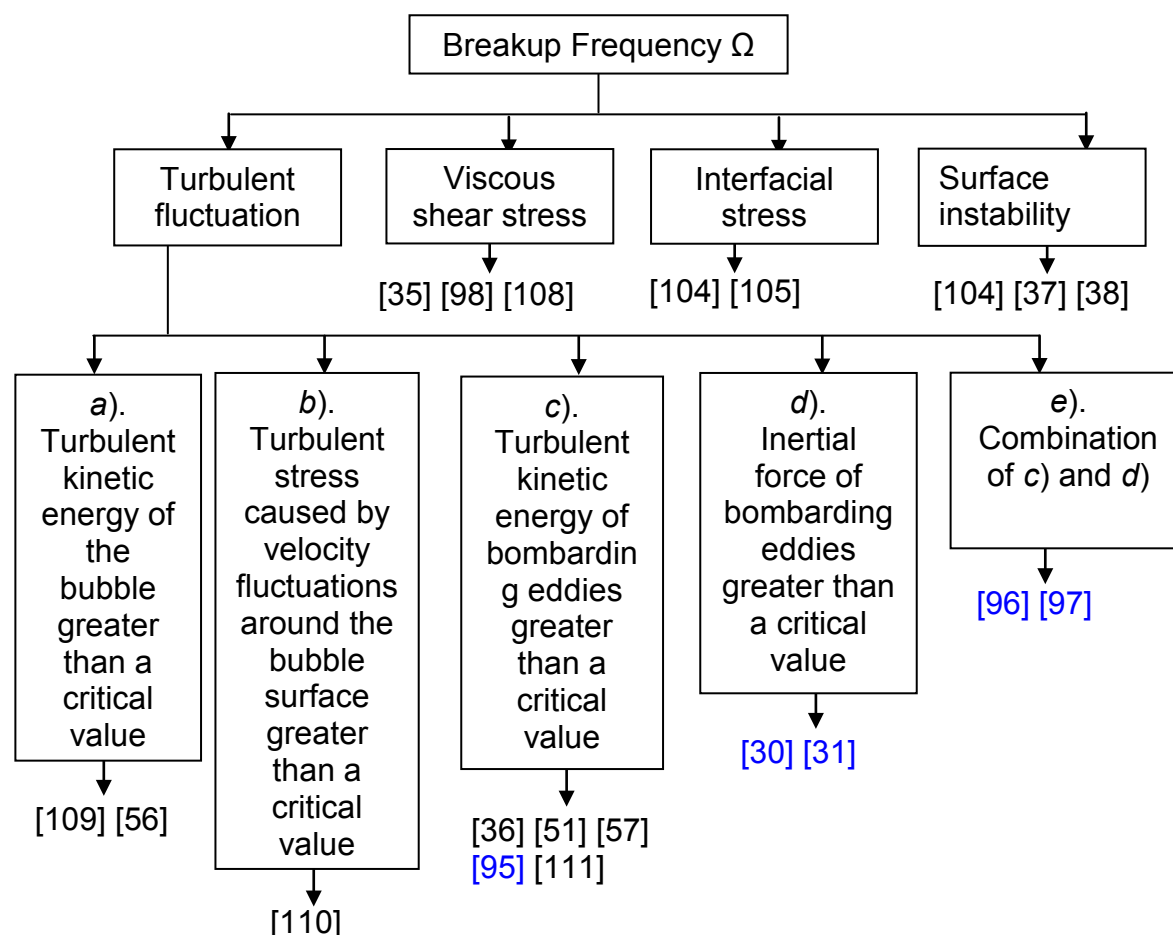 Breakup Frequency Ω
Turbulent
fluctuation
Viscous
shear stress
Interfacial
stress
Surface
instability
[35] [98] [108]
[104] [105]
[104] [37] [38]
a).
Turbulent
kinetic
energy of
the
bubble
greater
than a
critical
value
[109] [56]
b).
Turbulent
stress
caused by
velocity
fluctuations
around the
bubble
surface
greater
than a
critical
value
[110]
c).
Turbulent
kinetic
energy of
bombardin
g eddies
greater
than a
critical
value
[36] [51] [57]
[95] [111]
d).
Inertial
force of
bombarding
eddies
greater than
a critical
value
[30] [31]
e).
Combination
of c) and d)
[96] [97]